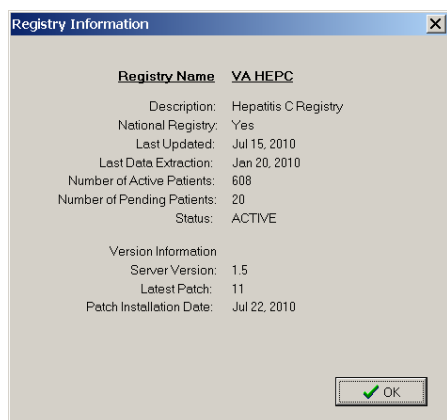 Registry Information
Registry Name VA HEPC
Description: Hepatitis C Registry
National Registry: Yes
Last Updated: Jul 15, 2010
Last Data Extraction: Jan 20, 2010
Number of Active Patients: 608
Number of Pending Patients: 20
Status: ACTIVE
Version Information
Server Version: 1.5
Latest Patch: 11
Patch Installation Date: Jul 22, 2010
OK